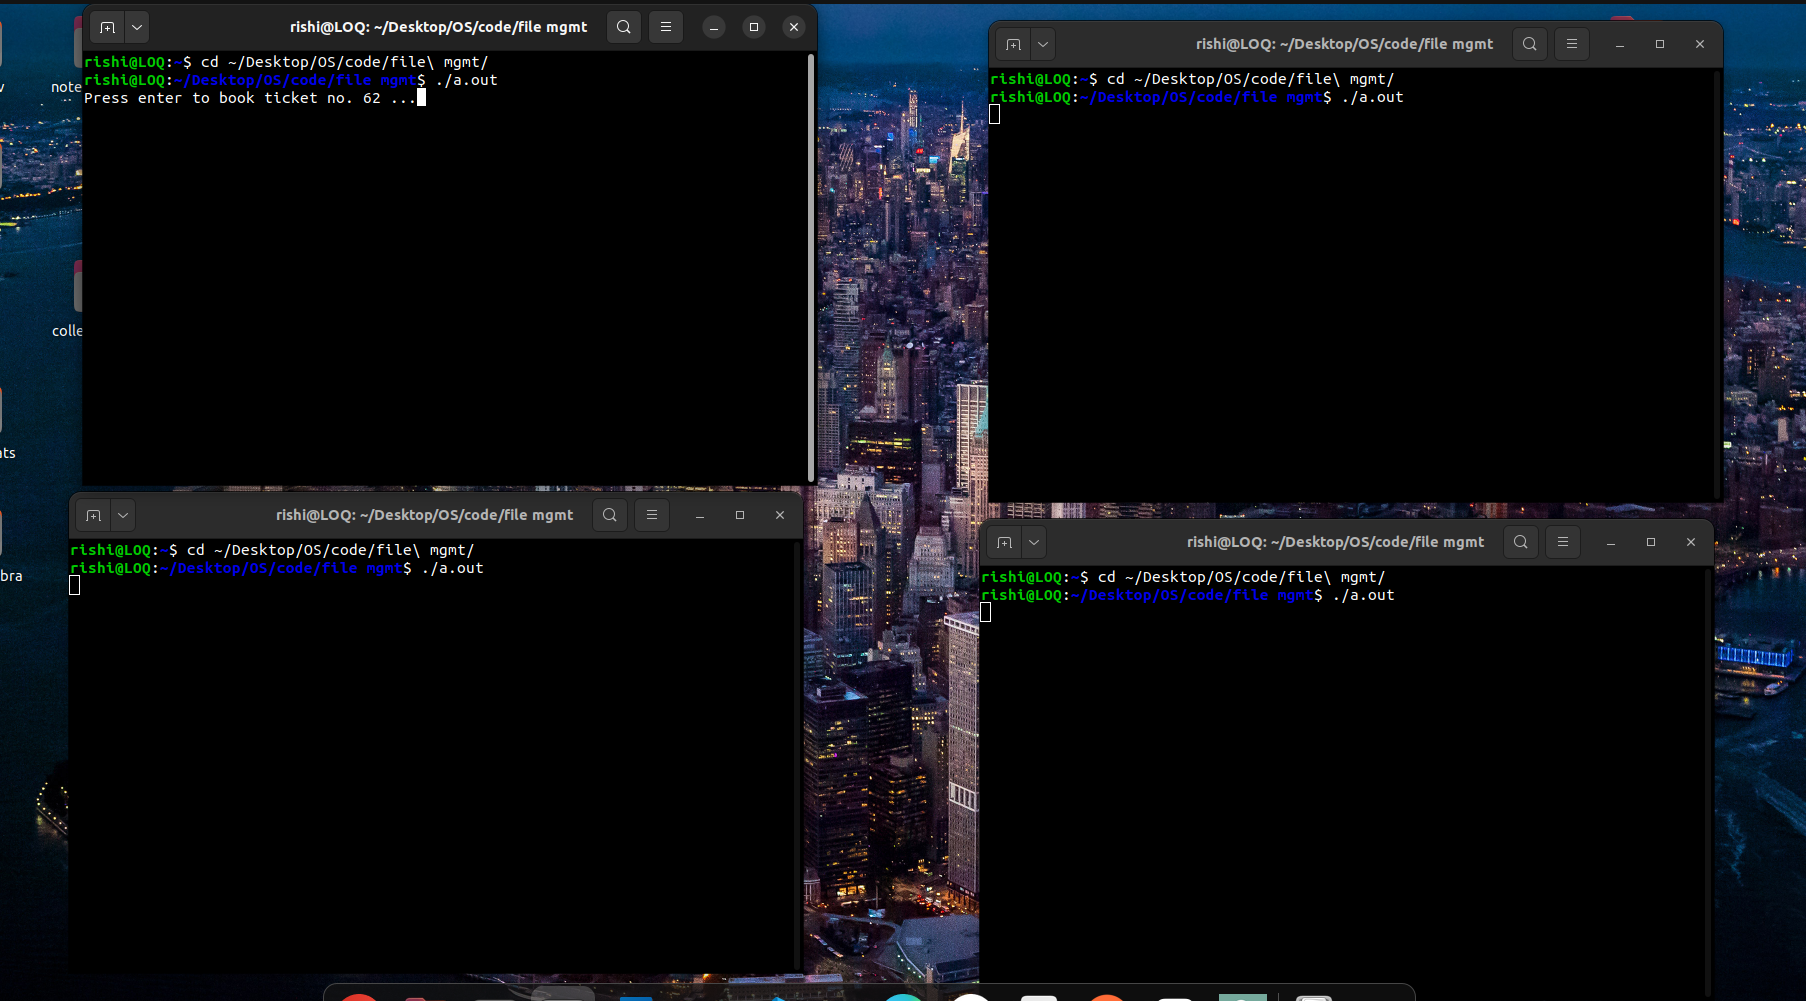 rishi@LOQ: ~/Desktop/OS/code/file mgmt
rishi@LOQ:~$ cd ~/Desktop/OS/code/file\ mgmt/
rishi@LOQ:~/Desktop/OS/code/file mgmt$ ./a.out
Press enter to book ticket no. 62 ...
rishi@LOQ: ~/Desktop/OS/code/file mgmt
rishi@LOQ:~$ cd ~/Desktop/OS/code/file\ mgmt/
rishi@LOQ:~/Desktop/OS/code/file mgmt$ ./a.out
rishi@LOQ: ~/Desktop/OS/code/file mgmt
rishi@LOQ:~$ cd ~/Desktop/OS/code/file\ mgmt/
rishi@LOQ:~/Desktop/OS/code/file mgmt$ ./a.out
rishi@LOQ: ~/Desktop/OS/code/file mgmt
rishi@LOQ:~$ cd ~/Desktop/OS/code/file\ mgmt/
rishi@LOQ:~/Desktop/OS/code/file mgmt$ ./a.out
note
colle
ats
bra